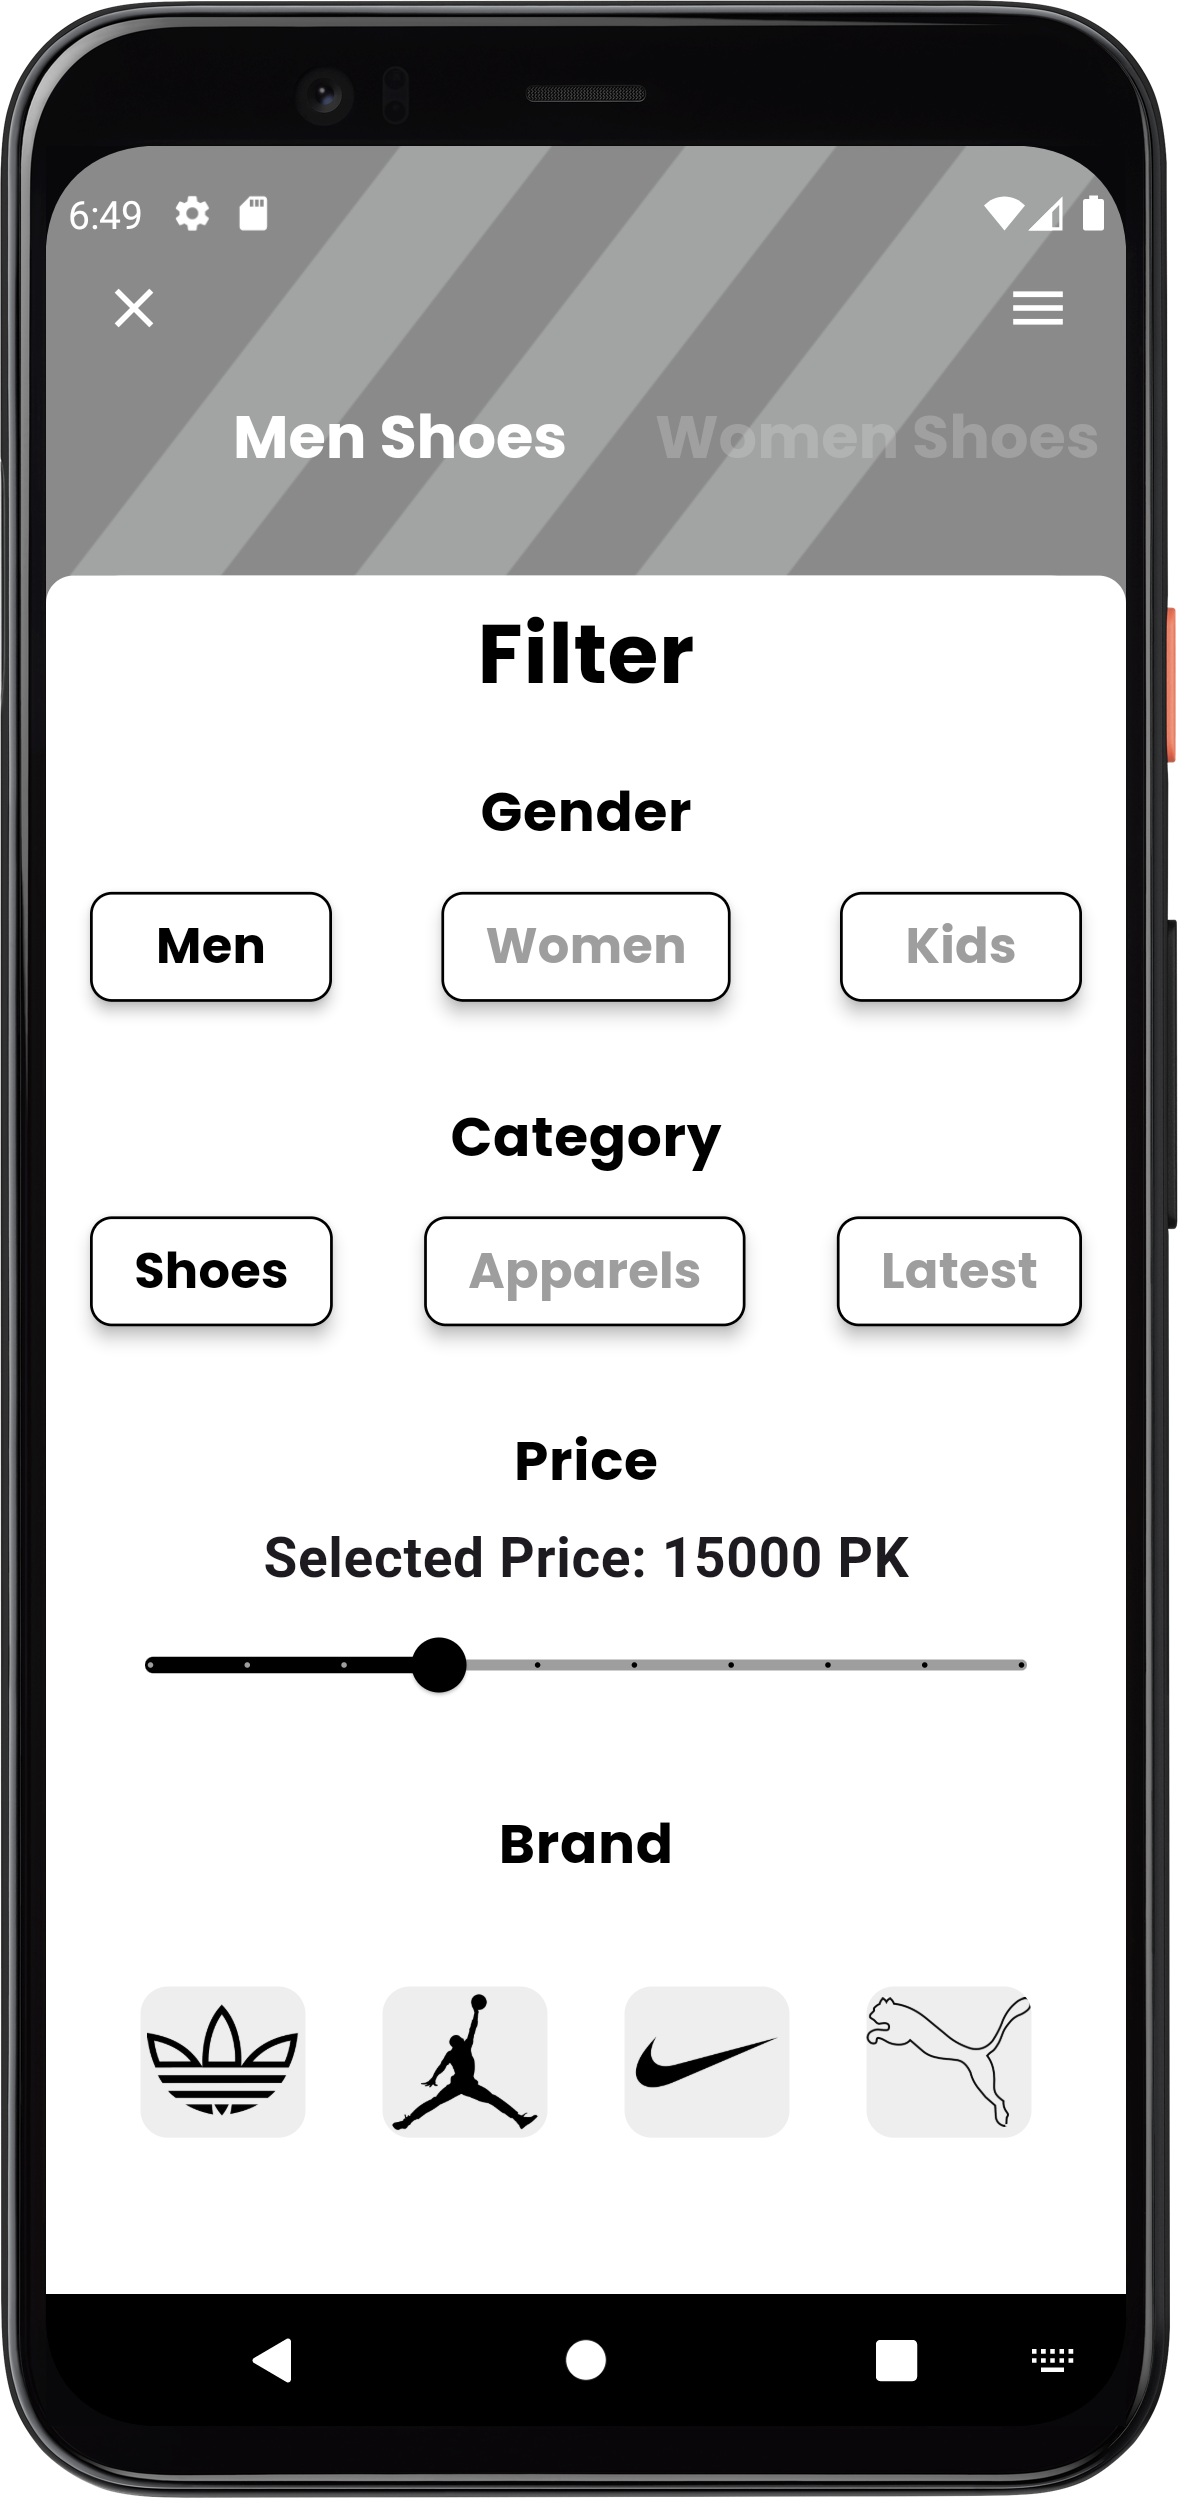 6:49
Men Shoes Women Shoes
Filter
Gender
Men Women Kids
Category
Shoes Apparels Latest
Price
Selected Price: 15000 PK
Brand